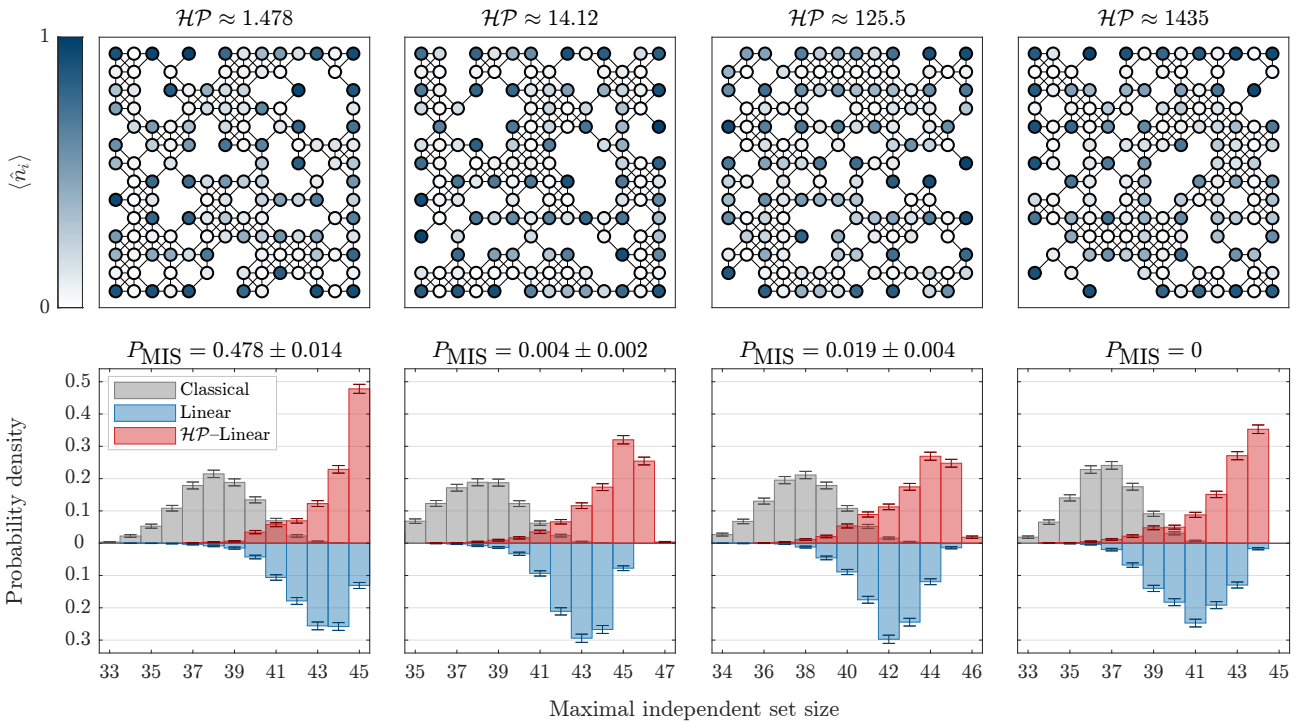 HP ≈ 1.478
HP ≈ 14.12
HP ≈ 125.5
HP ≈ 1435
1
⟨n̂ᵢ⟩
0
P_MIS = 0.478 ± 0.014
P_MIS = 0.004 ± 0.002
P_MIS = 0.019 ± 0.004
P_MIS = 0
Probability density
0.5
0.4
0.3
0.2
0.1
0
0.1
0.2
0.3
Classical
Linear
HP–Linear
33 35 37 39 41 43 45
35 37 39 41 43 45 47
34 36 38 40 42 44 46
33 35 37 39 41 43 45
Maximal independent set size